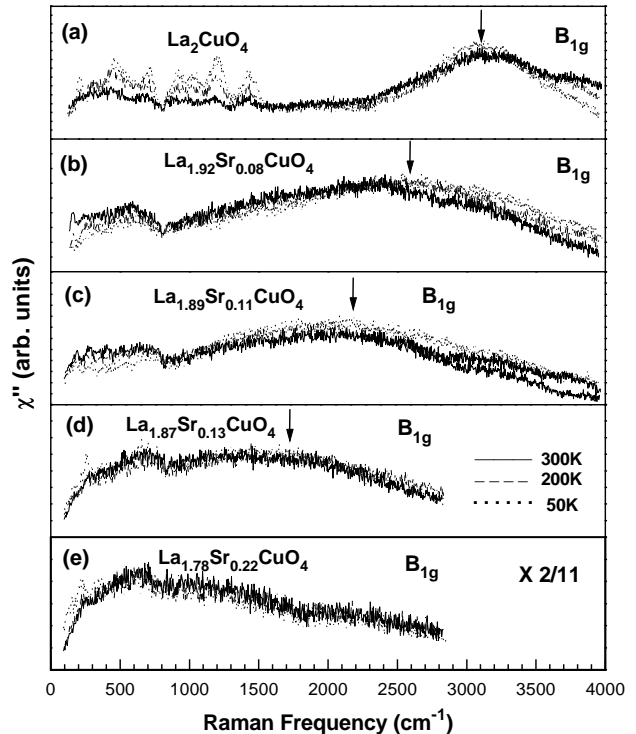 (a) La2CuO4 B1g
(b) La1.92Sr0.08CuO4 B1g
(c) La1.89Sr0.11CuO4 B1g
(d) La1.87Sr0.13CuO4 B1g
300K
200K
50K
(e) La1.78Sr0.22CuO4 B1g X 2/11
χ'' (arb. units)
0 500 1000 1500 2000 2500 3000 3500 4000
Raman Frequency (cm-1)